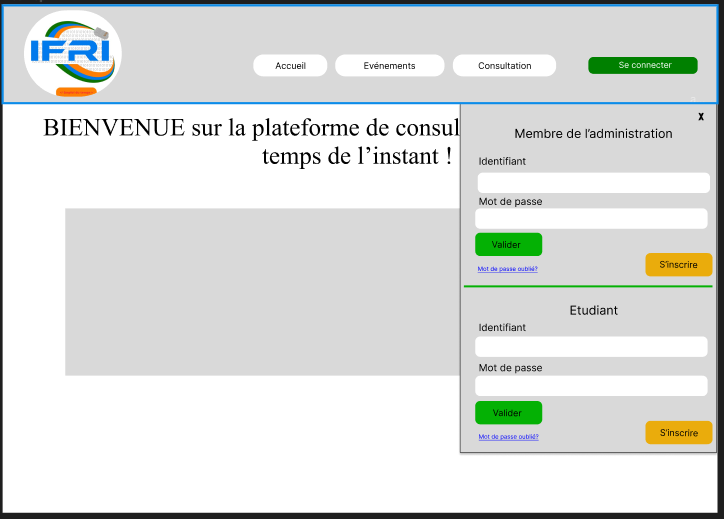 IFRI
Accueil
Evénements
Consultation
Se connecter
BIENVENUE sur la plateforme de consul
temps de l'instant !
x
Membre de l'administration
Identifiant
Mot de passe
Valider
Mot de passe oublié?
S'inscrire
Etudiant
Identifiant
Mot de passe
Valider
Mot de passe oublié?
S'inscrire